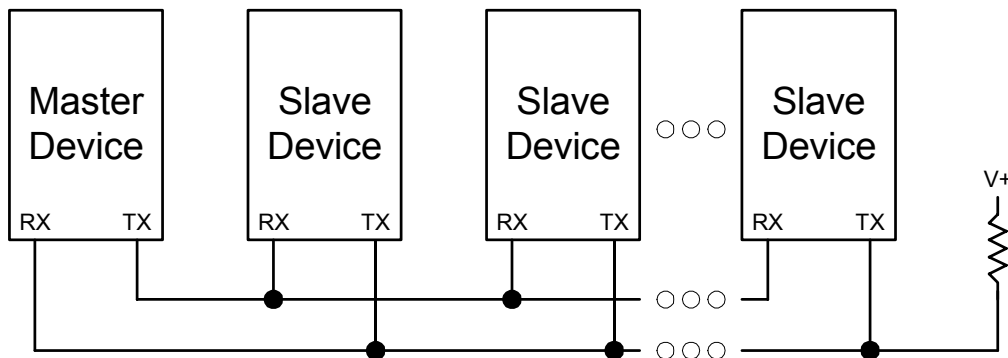 Master
Device
Slave
Device
Slave
Device
Slave
Device
V+
RX TX
RX TX
RX TX
RX TX